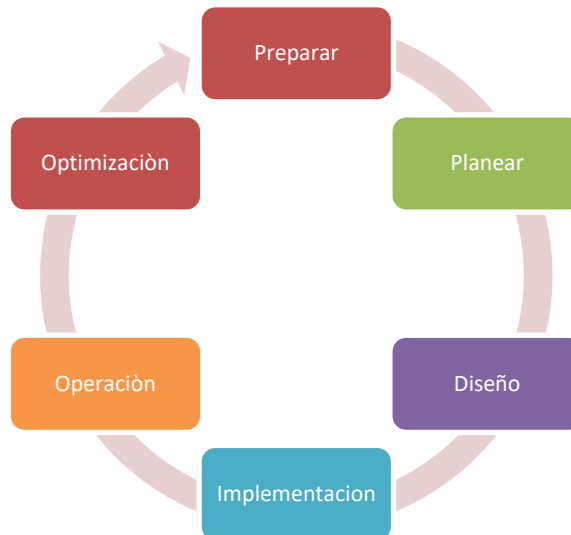 Preparar
Planear
Diseño
Implementacion
Operaciòn
Optimizaciòn